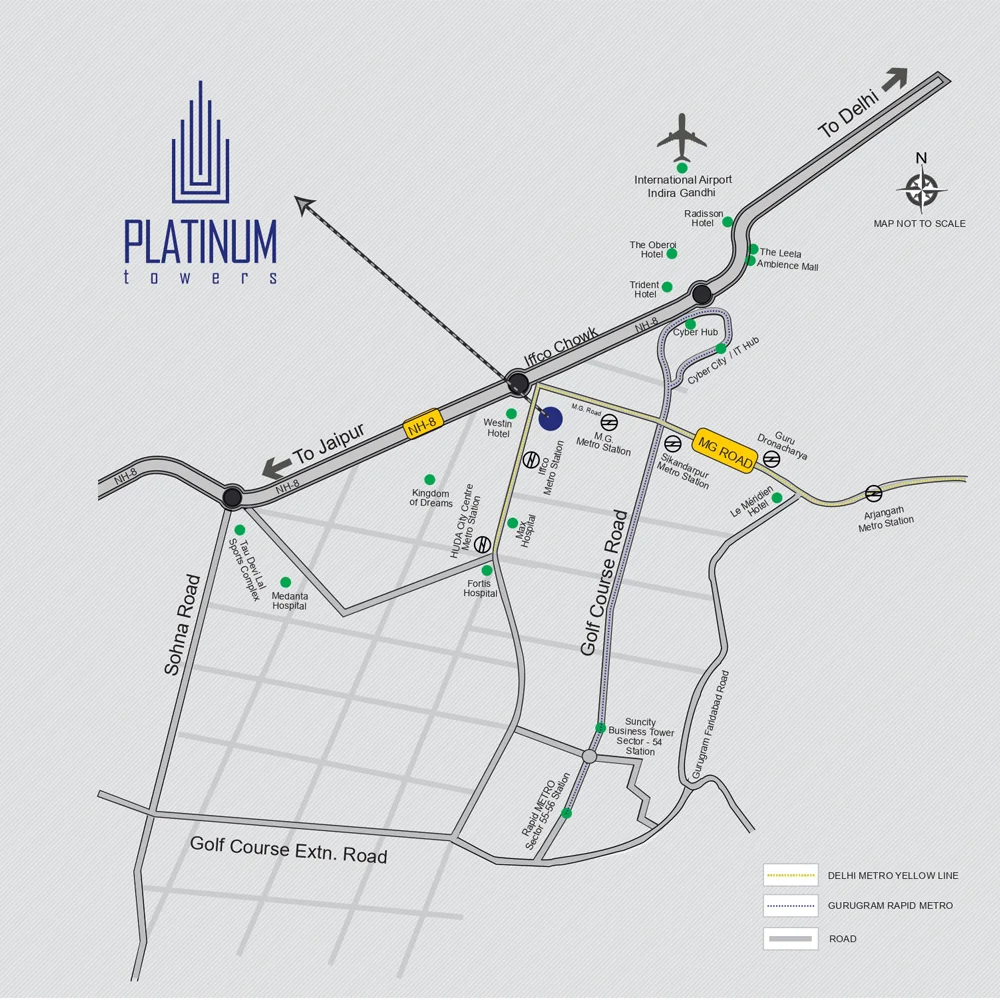 To Delhi
N
MAP NOT TO SCALE
International Airport
Indira Gandhi
PLATINUM
towers
Radisson
Hotel
The Oberoi
Hotel
The Leela
Ambience Mall
Trident
Hotel
NH-8
Cyber Hub
Cyber City / IT Hub
Iffco Chowk
M.G. Road
M.G.
Metro Station
Westin
Hotel
NH-8
To Jaipur
MG ROAD
Guru
Dronacharya
Sikandarpur
Metro Station
Iffco
Metro Station
NH-8
NH-8
Kingdom
of Dreams
Le Méridien
Hotel
Arjangarh
Metro Station
HUDA City Centre
Metro Station
Max
Hospital
Golf Course Road
Tau Devi Lal
Sports Complex
Medanta
Hospital
Fortis
Hospital
Sohna Road
Gurugram Faridabad Road
Suncity
Business Tower
Sector - 54
Station
Rapid METRO
Sector 55-56 Station
Golf Course Extn. Road
DELHI METRO YELLOW LINE
GURUGRAM RAPID METRO
ROAD